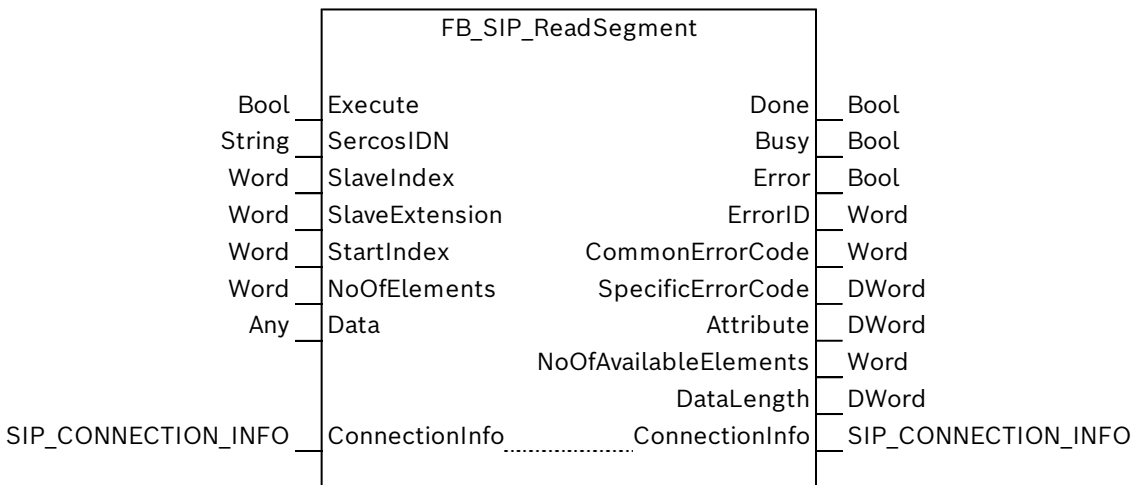 FB_SIP_ReadSegment
Bool Execute Done Bool
String SercosIDN Busy Bool
Word SlaveIndex Error Bool
Word SlaveExtension ErrorID Word
Word StartIndex CommonErrorCode Word
Word NoOfElements SpecificErrorCode DWord
Any Data Attribute DWord
NoOfAvailableElements Word
DataLength DWord
SIP_CONNECTION_INFO ConnectionInfo ConnectionInfo SIP_CONNECTION_INFO